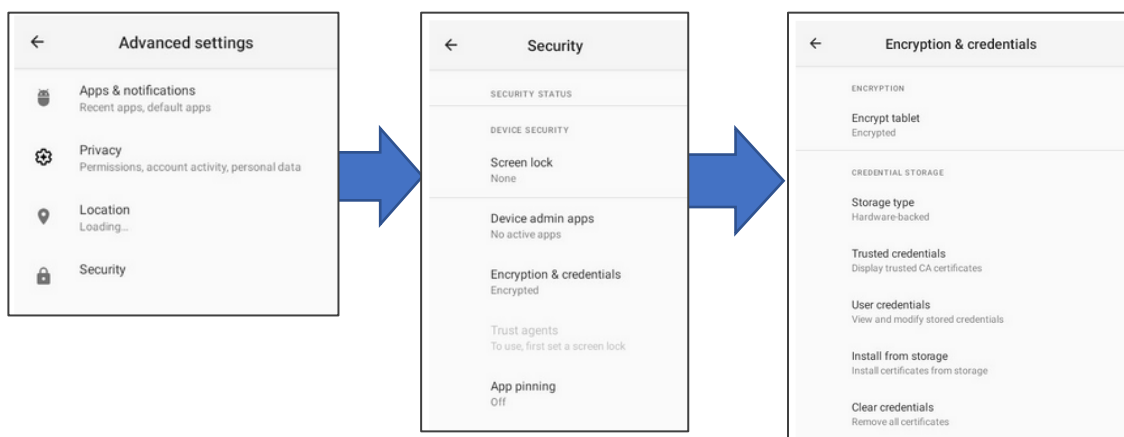 Advanced settings
Apps & notifications
Recent apps, default apps
Privacy
Permissions, account activity, personal data
Location
Loading...
Security
Security
SECURITY STATUS
DEVICE SECURITY
Screen lock
None
Device admin apps
No active apps
Encryption & credentials
Encrypted
Trust agents
To use, first set a screen lock
App pinning
Off
Encryption & credentials
ENCRYPTION
Encrypt tablet
Encrypted
CREDENTIAL STORAGE
Storage type
Hardware-backed
Trusted credentials
Display trusted CA certificates
User credentials
View and modify stored credentials
Install from storage
Install certificates from storage
Clear credentials
Remove all certificates